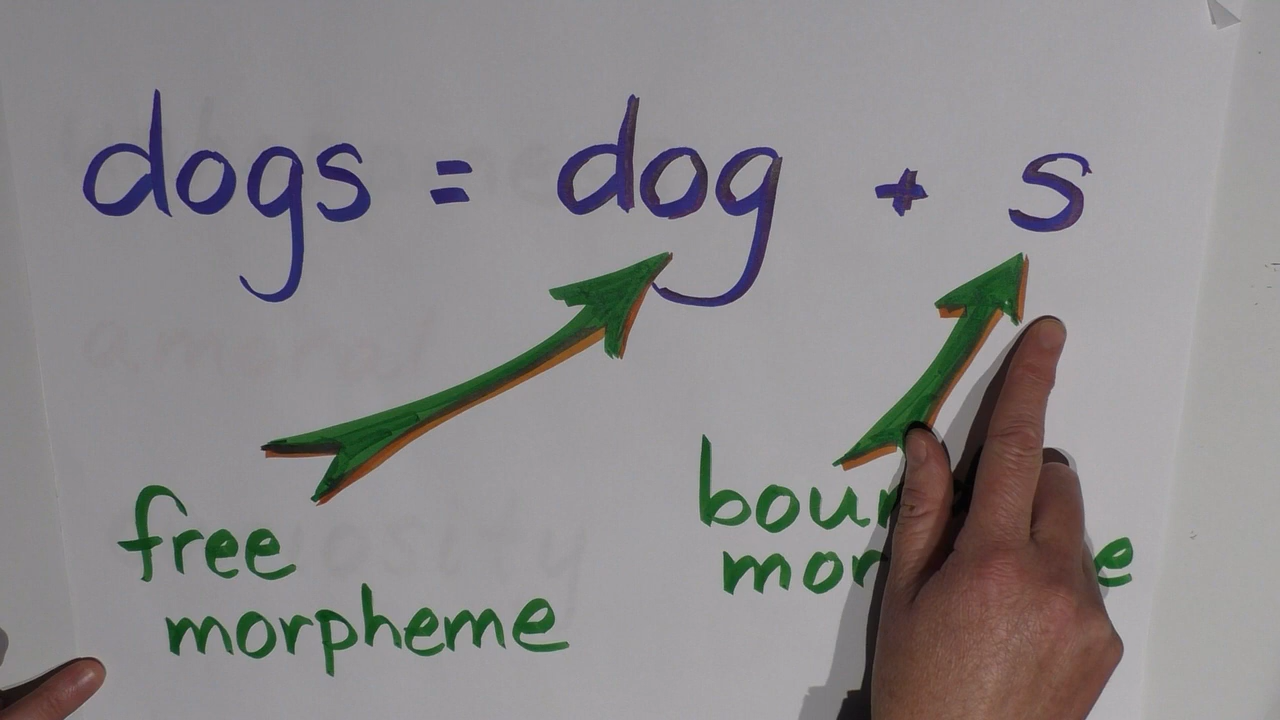 dogs = dog + s
free
morpheme